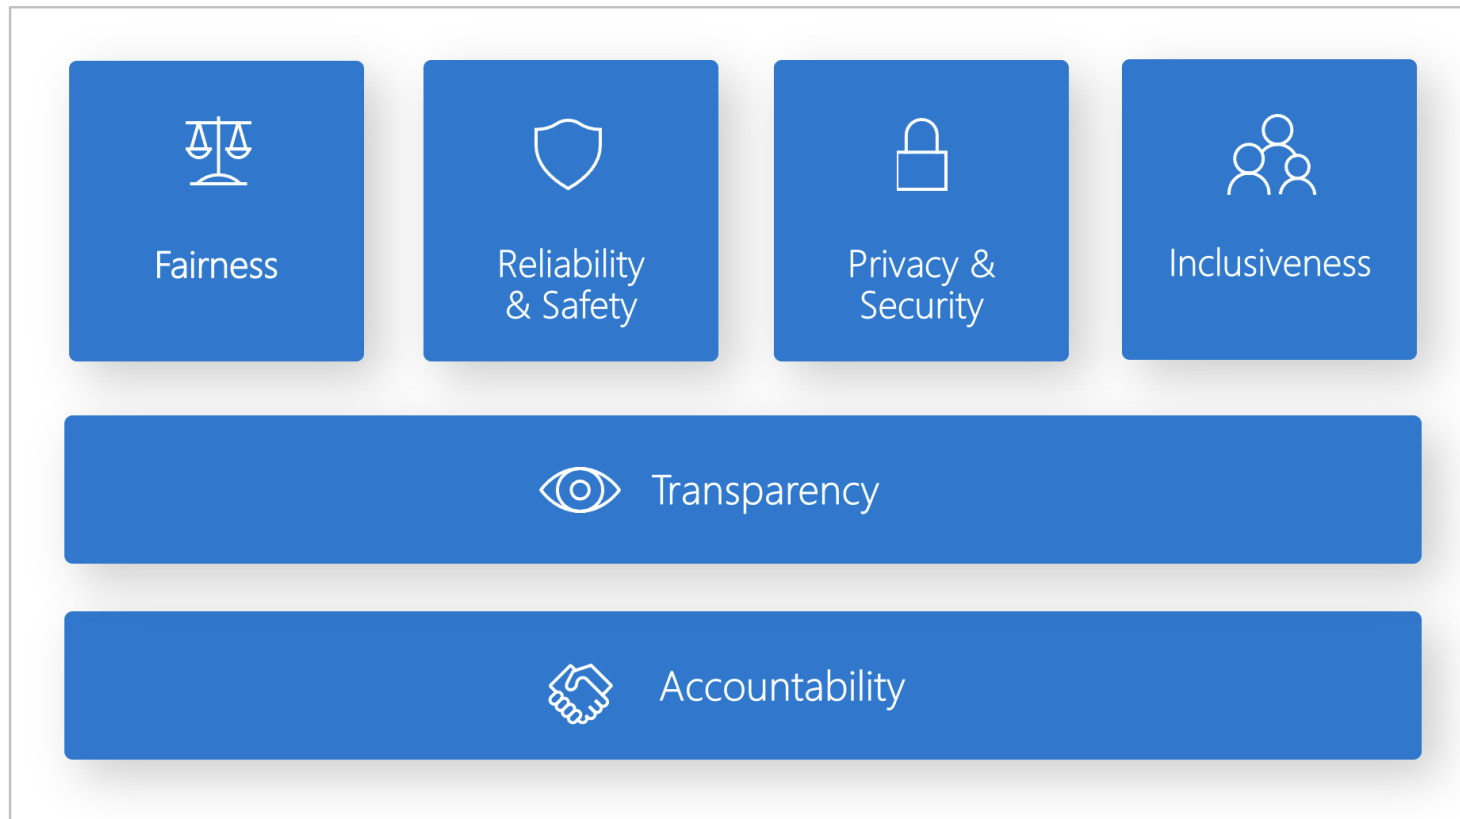 Fairness
Reliability
& Safety
Privacy &
Security
Inclusiveness
Transparency
Accountability